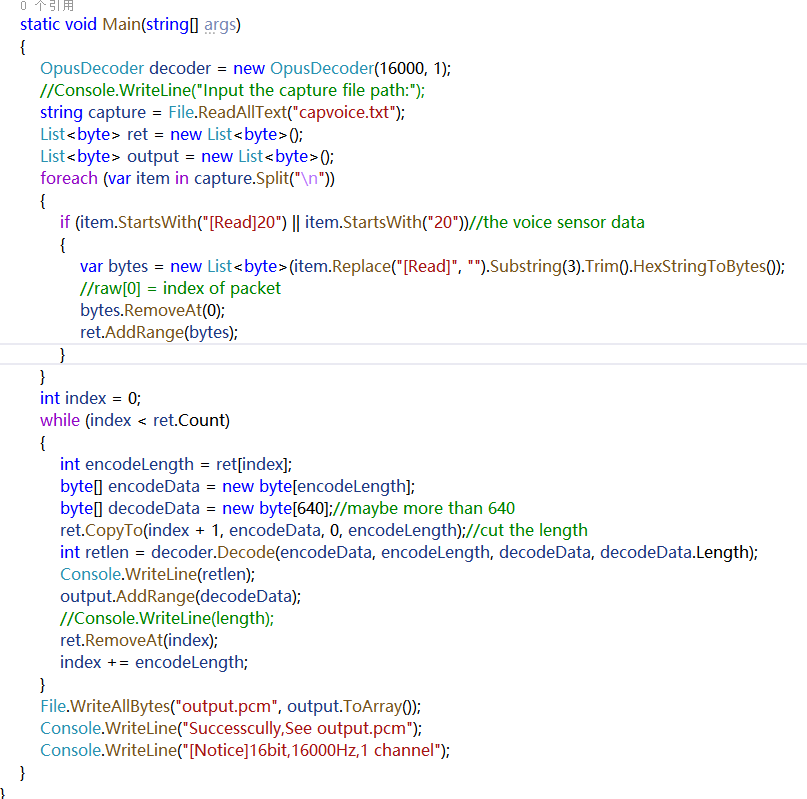 0 个引用
static void Main(string[] args)
{
OpusDecoder decoder = new OpusDecoder(16000, 1);
//Console.WriteLine("Input the capture file path:");
string capture = File.ReadAllText("capvoice.txt");
List<byte> ret = new List<byte>();
List<byte> output = new List<byte>();
foreach (var item in capture.Split("\n"))
{
if (item.StartsWith("[Read]20") || item.StartsWith("20"))//the voice sensor data
{
var bytes = new List<byte>(item.Replace("[Read]", "").Substring(3).Trim().HexStringToBytes());
//raw[0] = index of packet
bytes.RemoveAt(0);
ret.AddRange(bytes);
}
}
int index = 0;
while (index < ret.Count)
{
int encodeLength = ret[index];
byte[] encodeData = new byte[encodeLength];
byte[] decodeData = new byte[640];//maybe more than 640
ret.CopyTo(index + 1, encodeData, 0, encodeLength);//cut the length
int retlen = decoder.Decode(encodeData, encodeLength, decodeData, decodeData.Length);
Console.WriteLine(retlen);
output.AddRange(decodeData);
//Console.WriteLine(length);
ret.RemoveAt(index);
index += encodeLength;
}
File.WriteAllBytes("output.pcm", output.ToArray());
Console.WriteLine("Successcully,See output.pcm");
Console.WriteLine("[Notice]16bit,16000Hz,1 channel");
}
}